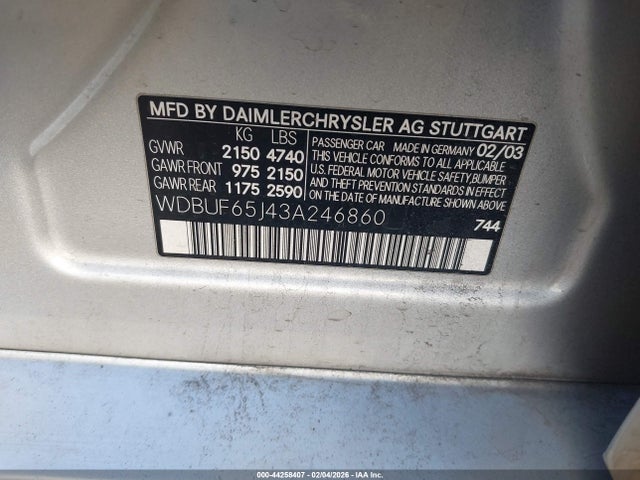 MFD BY DAIMLERCHRYSLER AG STUTTGART
KG LBS
GVWR 2150 4740
GAWR FRONT 975 2150
GAWR REAR 1175 2590
PASSENGER CAR MADE IN GERMANY 02/03
THIS VEHICLE CONFORMS TO ALL APPLICABLE
U.S. FEDERAL MOTOR VEHICLE SAFETY, BUMPER
AND THEFT PREVENTION STANDARDS IN EFFECT
ON THE DATE OF MANUFACTURE SHOWN ABOVE.
WDBUF65J43A246860
744
000-44258407 - 02/04/2026 - IAA Inc.